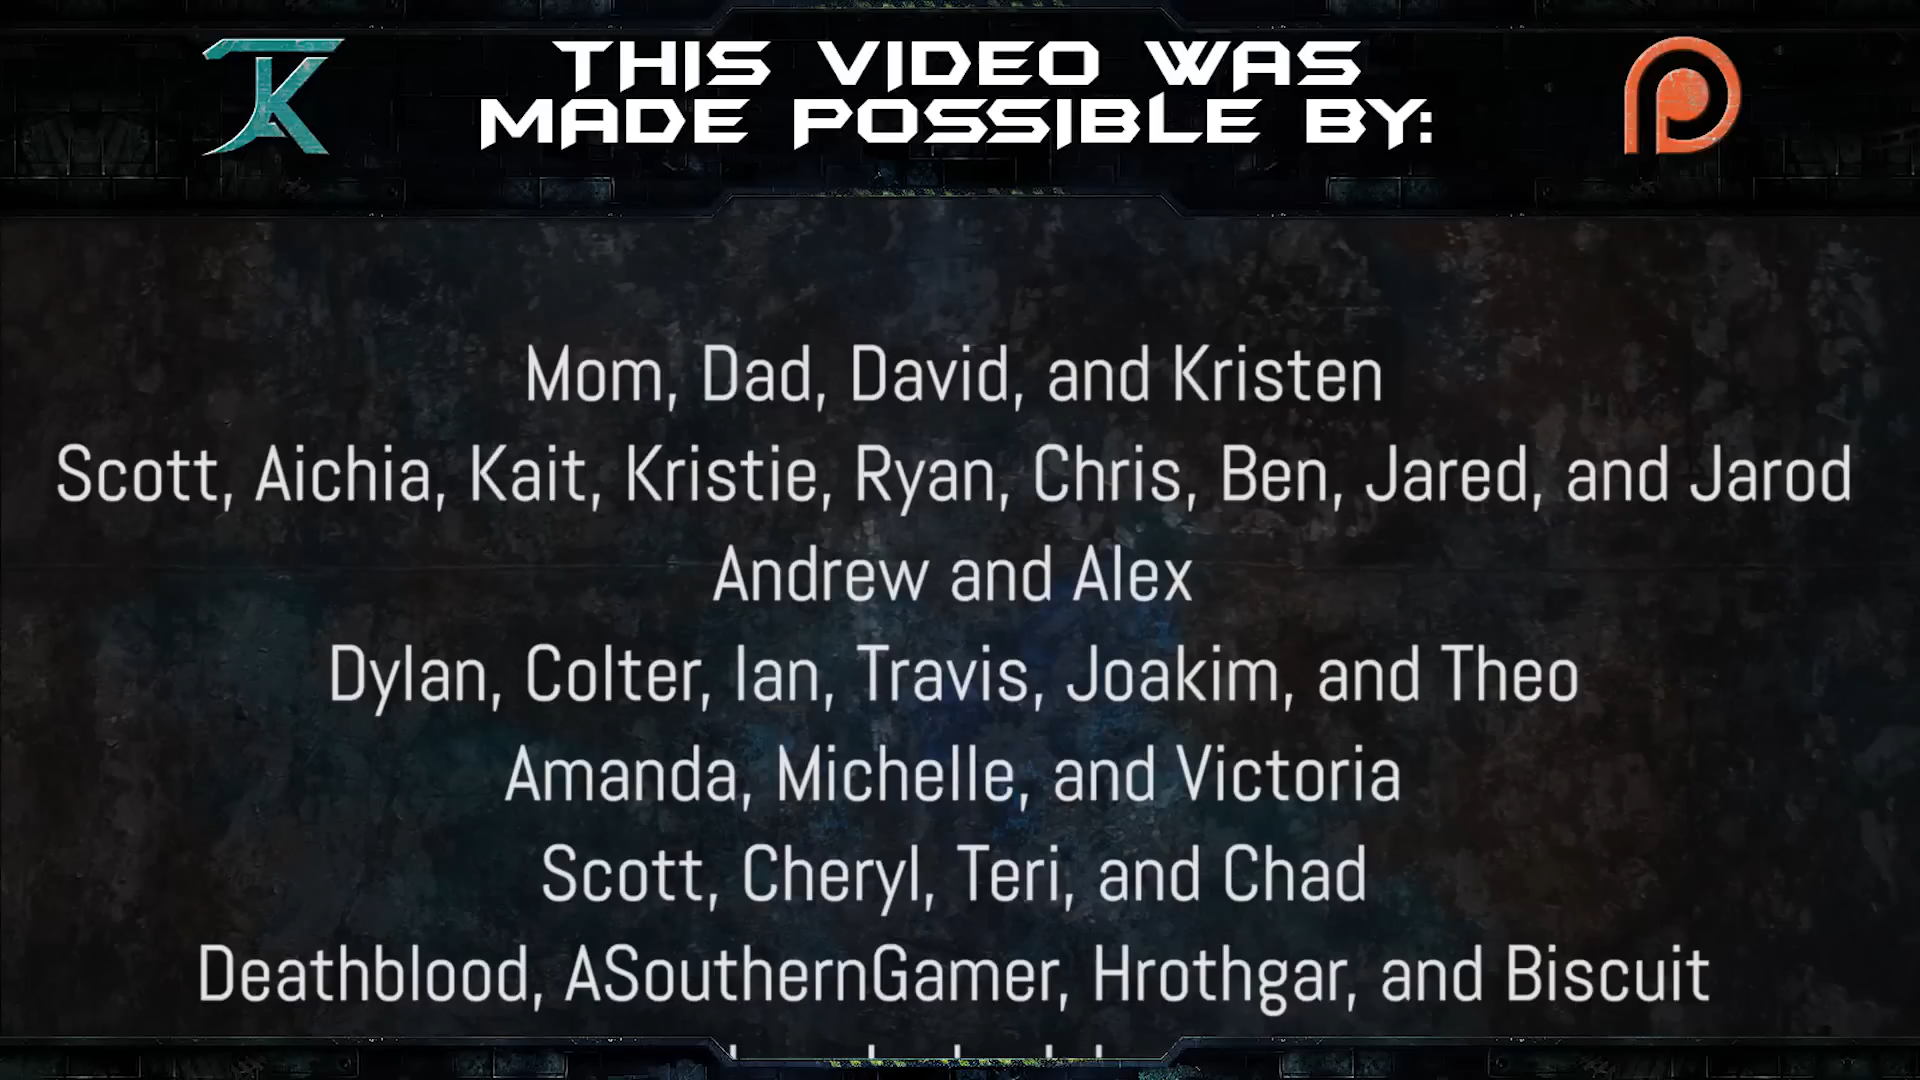 THIS VIDEO WAS
MADE POSSIBLE BY:
Mom, Dad, David, and Kristen
Scott, Aichia, Kait, Kristie, Ryan, Chris, Ben, Jared, and Jarod
Andrew and Alex
Dylan, Colter, Ian, Travis, Joakim, and Theo
Amanda, Michelle, and Victoria
Scott, Cheryl, Teri, and Chad
Deathblood, ASouthernGamer, Hrothgar, and Biscuit